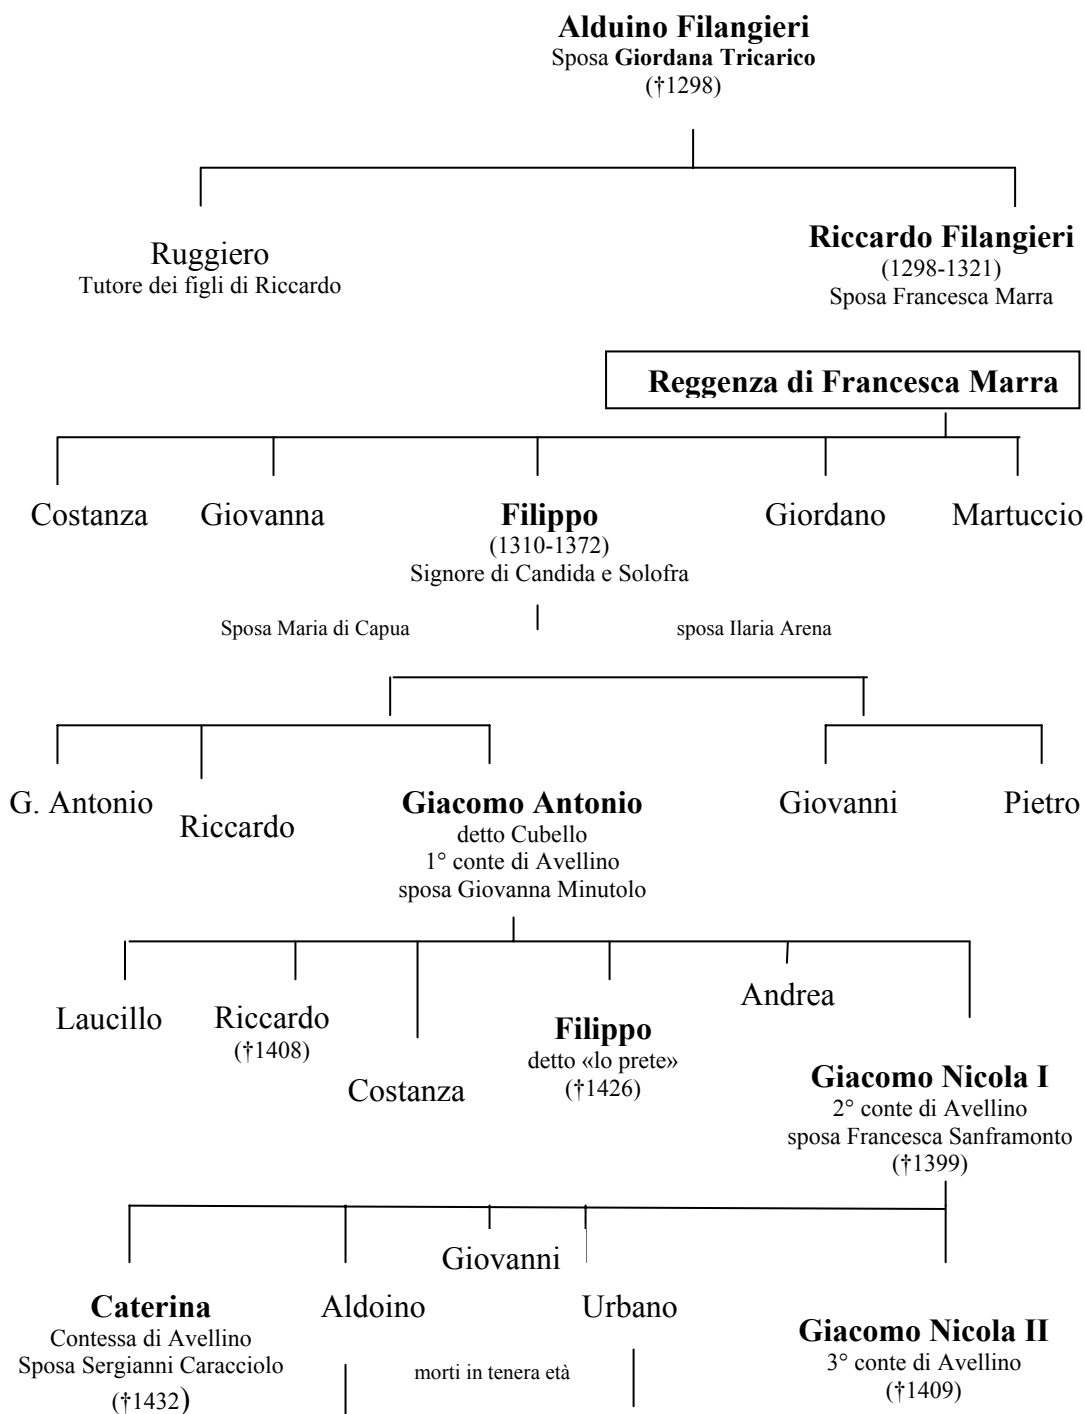 Alduino Filangieri
Sposa Giordana Tricarico
(†1298)
Ruggiero
Tutore dei figli di Riccardo
Riccardo Filangieri
(1298-1321)
Sposa Francesca Marra
Reggenza di Francesca Marra
Costanza
Giovanna
Filippo
(1310-1372)
Signore di Candida e Solofra
Giordano
Martuccio
Sposa Maria di Capua
sposa Ilaria Arena
G. Antonio
Riccardo
Giacomo Antonio
detto Cubello
1° conte di Avellino
sposa Giovanna Minutolo
Giovanni
Pietro
Laucillo
Riccardo
(†1408)
Costanza
Filippo
detto «lo prete»
(†1426)
Andrea
Giacomo Nicola I
2° conte di Avellino
sposa Francesca Sanframonto
(†1399)
Caterina
Contessa di Avellino
Sposa Sergianni Caracciolo
(†1432)
Aldoino
Giovanni
Urbano
morti in tenera età
Giacomo Nicola II
3° conte di Avellino
(†1409)